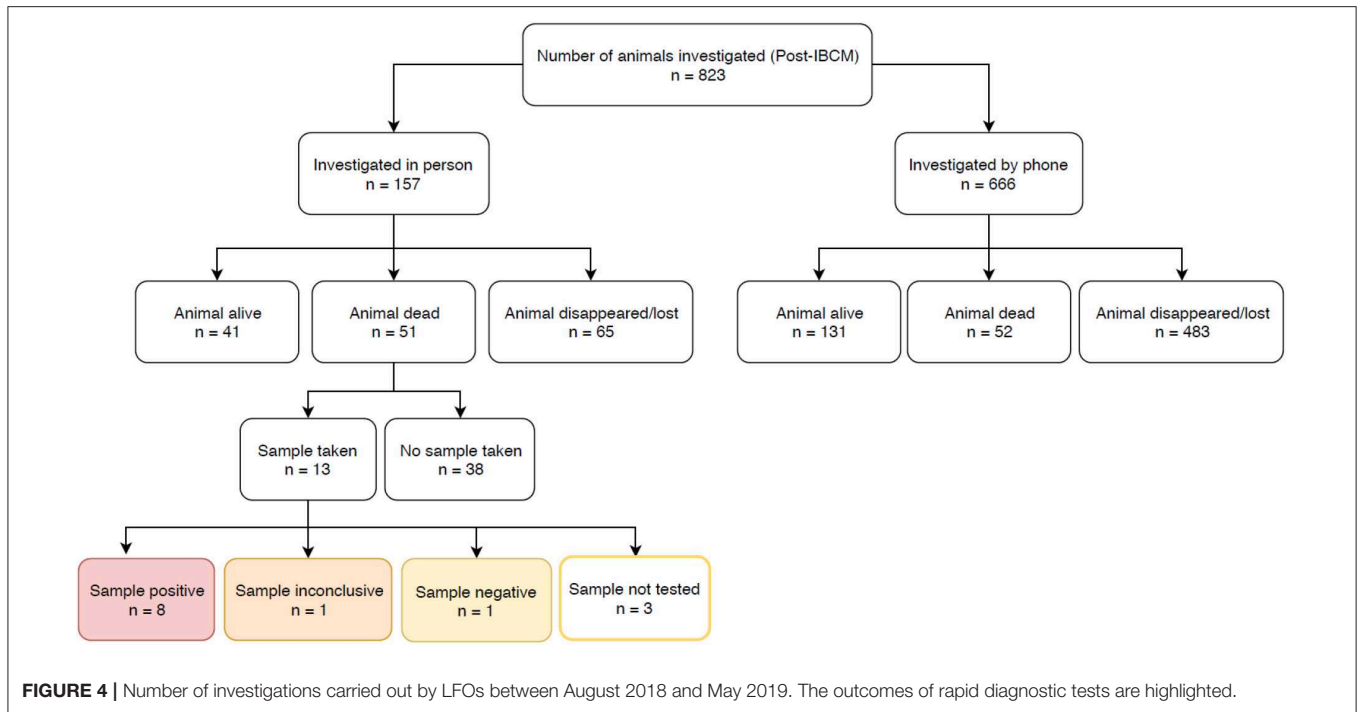 Number of animals investigated (Post-IBCM)
n = 823
Investigated in person
n = 157
Investigated by phone
n = 666
Animal alive
n = 41
Animal dead
n = 51
Animal disappeared/lost
n = 65
Animal alive
n = 131
Animal dead
n = 52
Animal disappeared/lost
n = 483
Sample taken
n = 13
No sample taken
n = 38
Sample positive
n = 8
Sample inconclusive
n = 1
Sample negative
n = 1
Sample not tested
n = 3
FIGURE 4 | Number of investigations carried out by LFOs between August 2018 and May 2019. The outcomes of rapid diagnostic tests are highlighted.